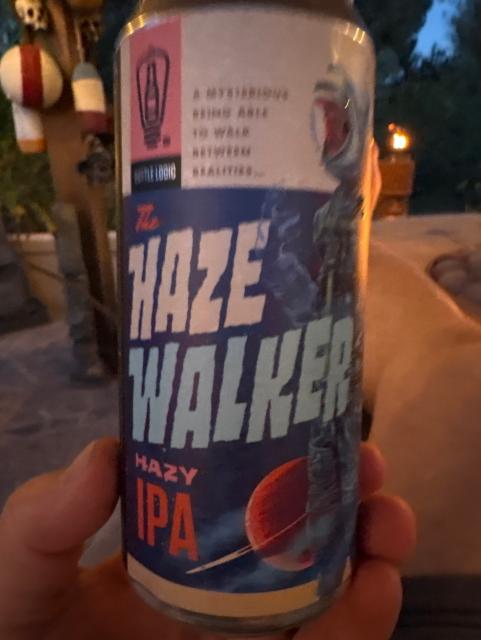 A MYSTERIOUS
BEING ABLE
TO WALK
BETWEEN
REALITIES...
BOTTLE LOGIC
The
HAZE
WALKER
HAZY
IPA